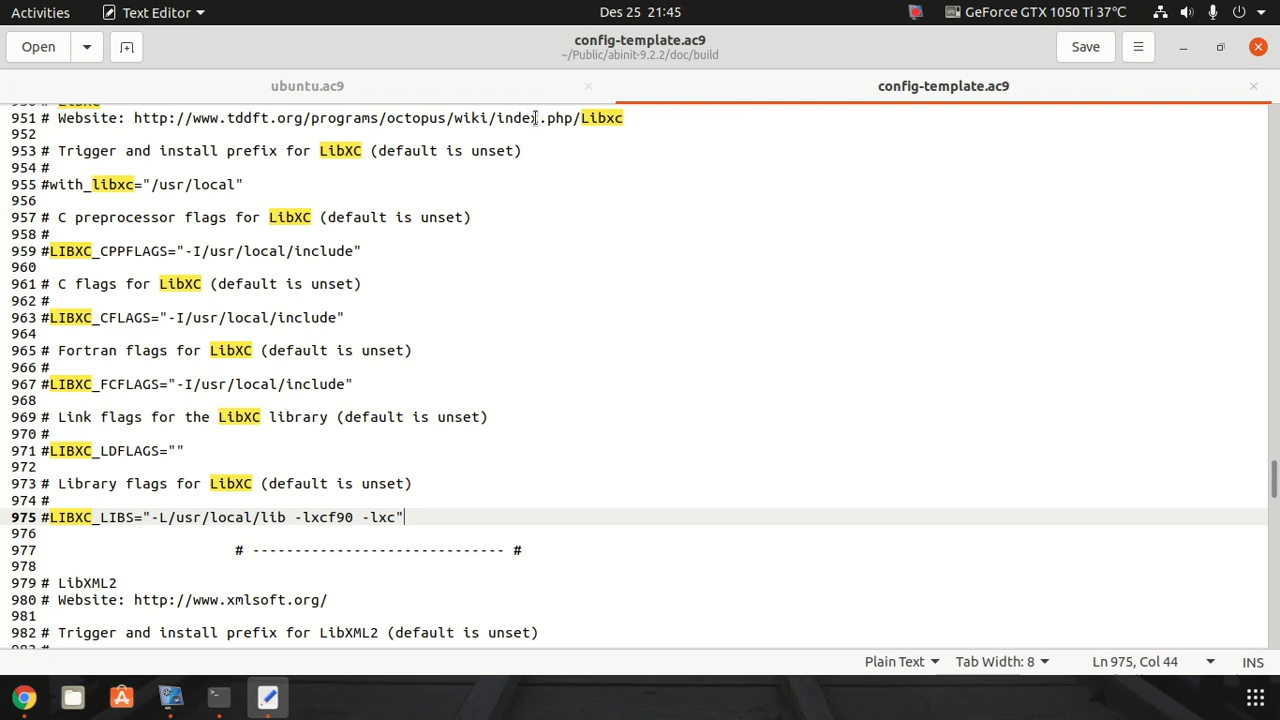 Activities
Text Editor
Des 25 21:45
GeForce GTX 1050 Ti 37°C
Open
config-template.ac9
~/Public/abinit-9.2.2/doc/build
Save
ubuntu.ac9
config-template.ac9
950 # LibXC
951 # Website: http://www.tddft.org/programs/octopus/wiki/index.php/Libxc
952
953 # Trigger and install prefix for LibXC (default is unset)
954 #
955 #with_libxc="/usr/local"
956
957 # C preprocessor flags for LibXC (default is unset)
958 #
959 #LIBXC_CPPFLAGS="-I/usr/local/include"
960
961 # C flags for LibXC (default is unset)
962 #
963 #LIBXC_CFLAGS="-I/usr/local/include"
964
965 # Fortran flags for LibXC (default is unset)
966 #
967 #LIBXC_FCFLAGS="-I/usr/local/include"
968
969 # Link flags for the LibXC library (default is unset)
970 #
971 #LIBXC_LDFLAGS=""
972
973 # Library flags for LibXC (default is unset)
974 #
975 #LIBXC_LIBS="-L/usr/local/lib -lxcf90 -lxc"
976
977 # ------------------------------ #
978
979 # LibXML2
980 # Website: http://www.xmlsoft.org/
981
982 # Trigger and install prefix for LibXML2 (default is unset)
Plain Text
Tab Width: 8
Ln 975, Col 44
INS